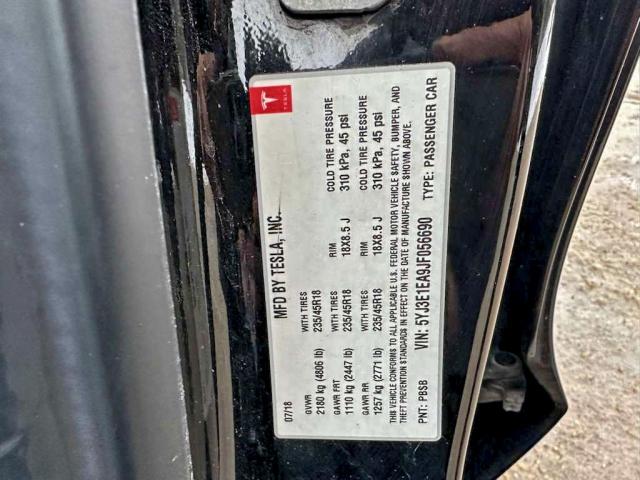 TESLA
07/18 MFD BY TESLA, INC.
GVWR WITH TIRES RIM COLD TIRE PRESSURE
2180 kg (4806 lb) 235/45R18 18X8.5 J 310 kPa, 45 psi
GAWR FRT WITH TIRES
1110 kg (2447 lb) 235/45R18
GAWR RR WITH TIRES RIM COLD TIRE PRESSURE
1257 kg (2771 lb) 235/45R18 18X8.5 J 310 kPa, 45 psi
THIS VEHICLE CONFORMS TO ALL APPLICABLE U.S. FEDERAL MOTOR VEHICLE SAFETY, BUMPER, AND
THEFT PREVENTION STANDARDS IN EFFECT ON THE DATE OF MANUFACTURE SHOWN ABOVE.
VIN: 5YJ3E1EA9JF056690
PNT: PBSB TYPE: PASSENGER CAR